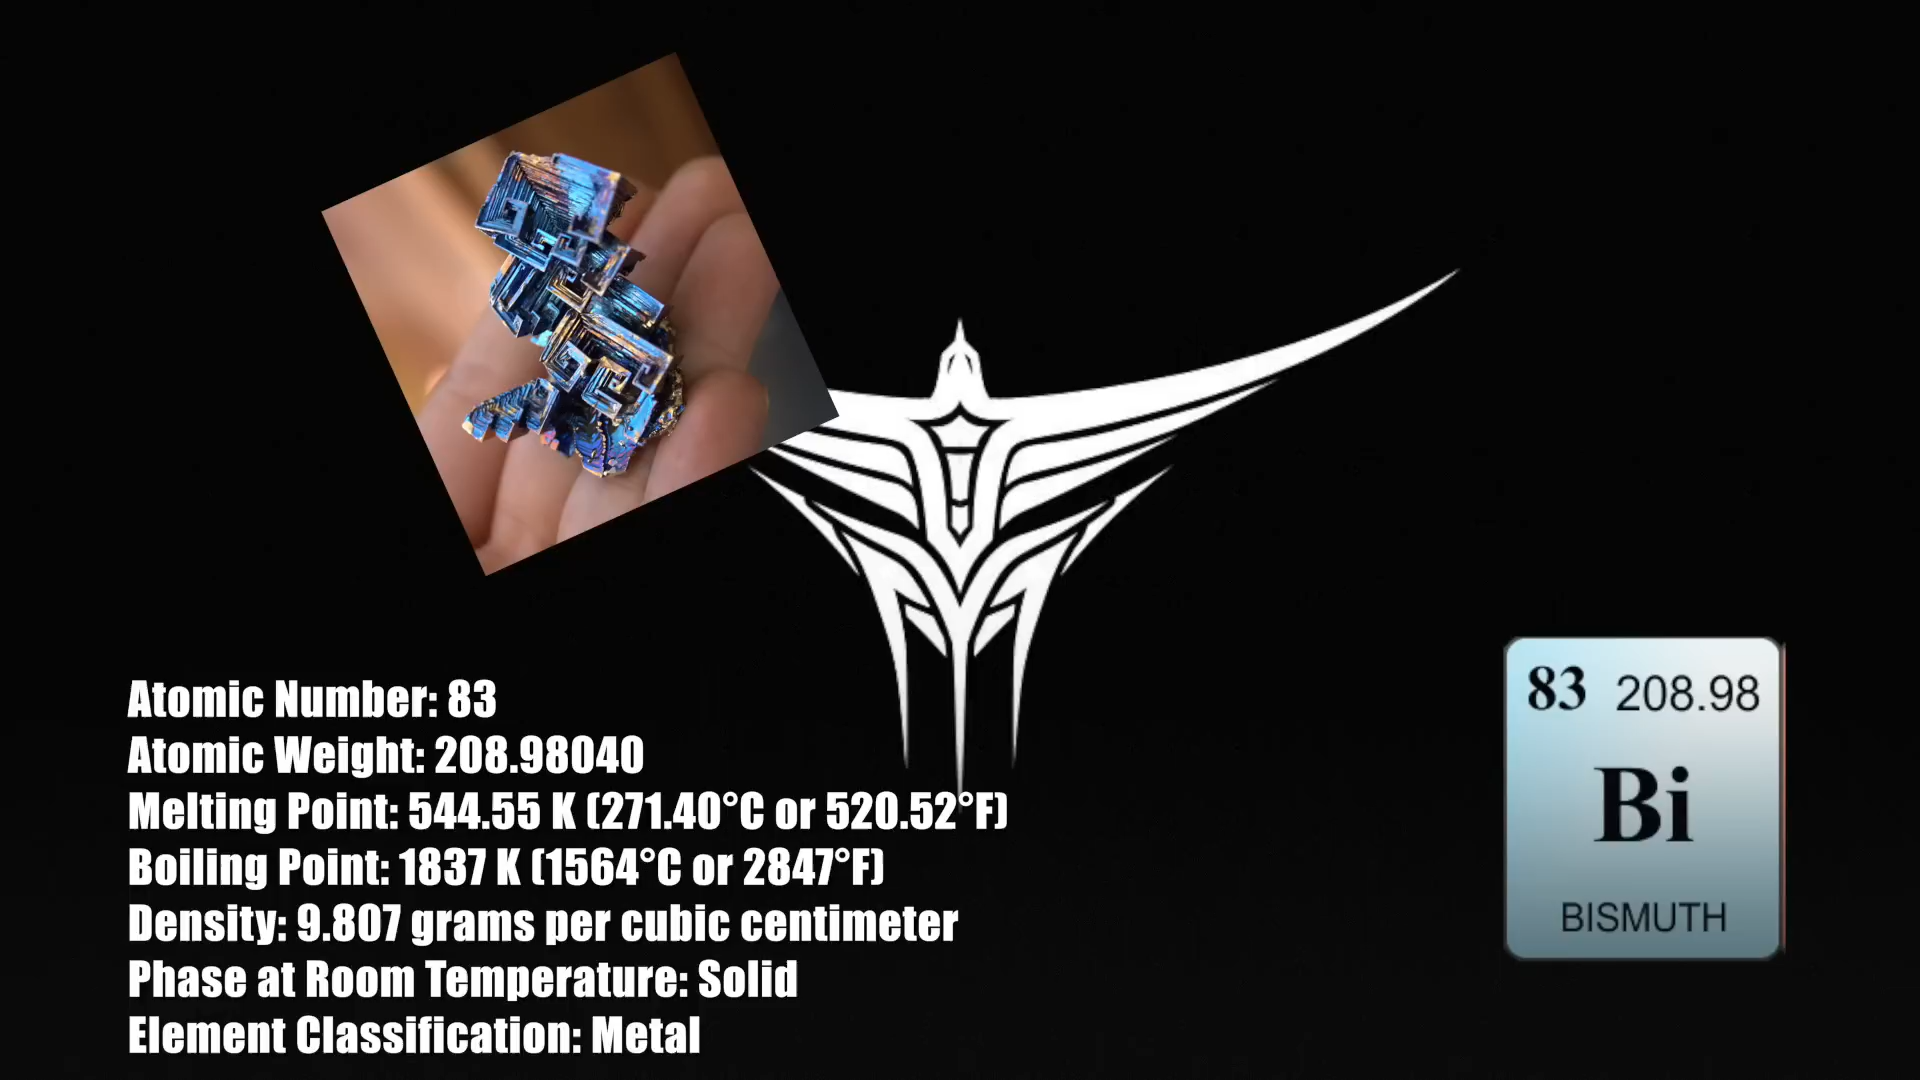 Atomic Number: 83
Atomic Weight: 208.98040
Melting Point: 544.55 K (271.40°C or 520.52°F)
Boiling Point: 1837 K (1564°C or 2847°F)
Density: 9.807 grams per cubic centimeter
Phase at Room Temperature: Solid
Element Classification: Metal
83 208.98
Bi
BISMUTH